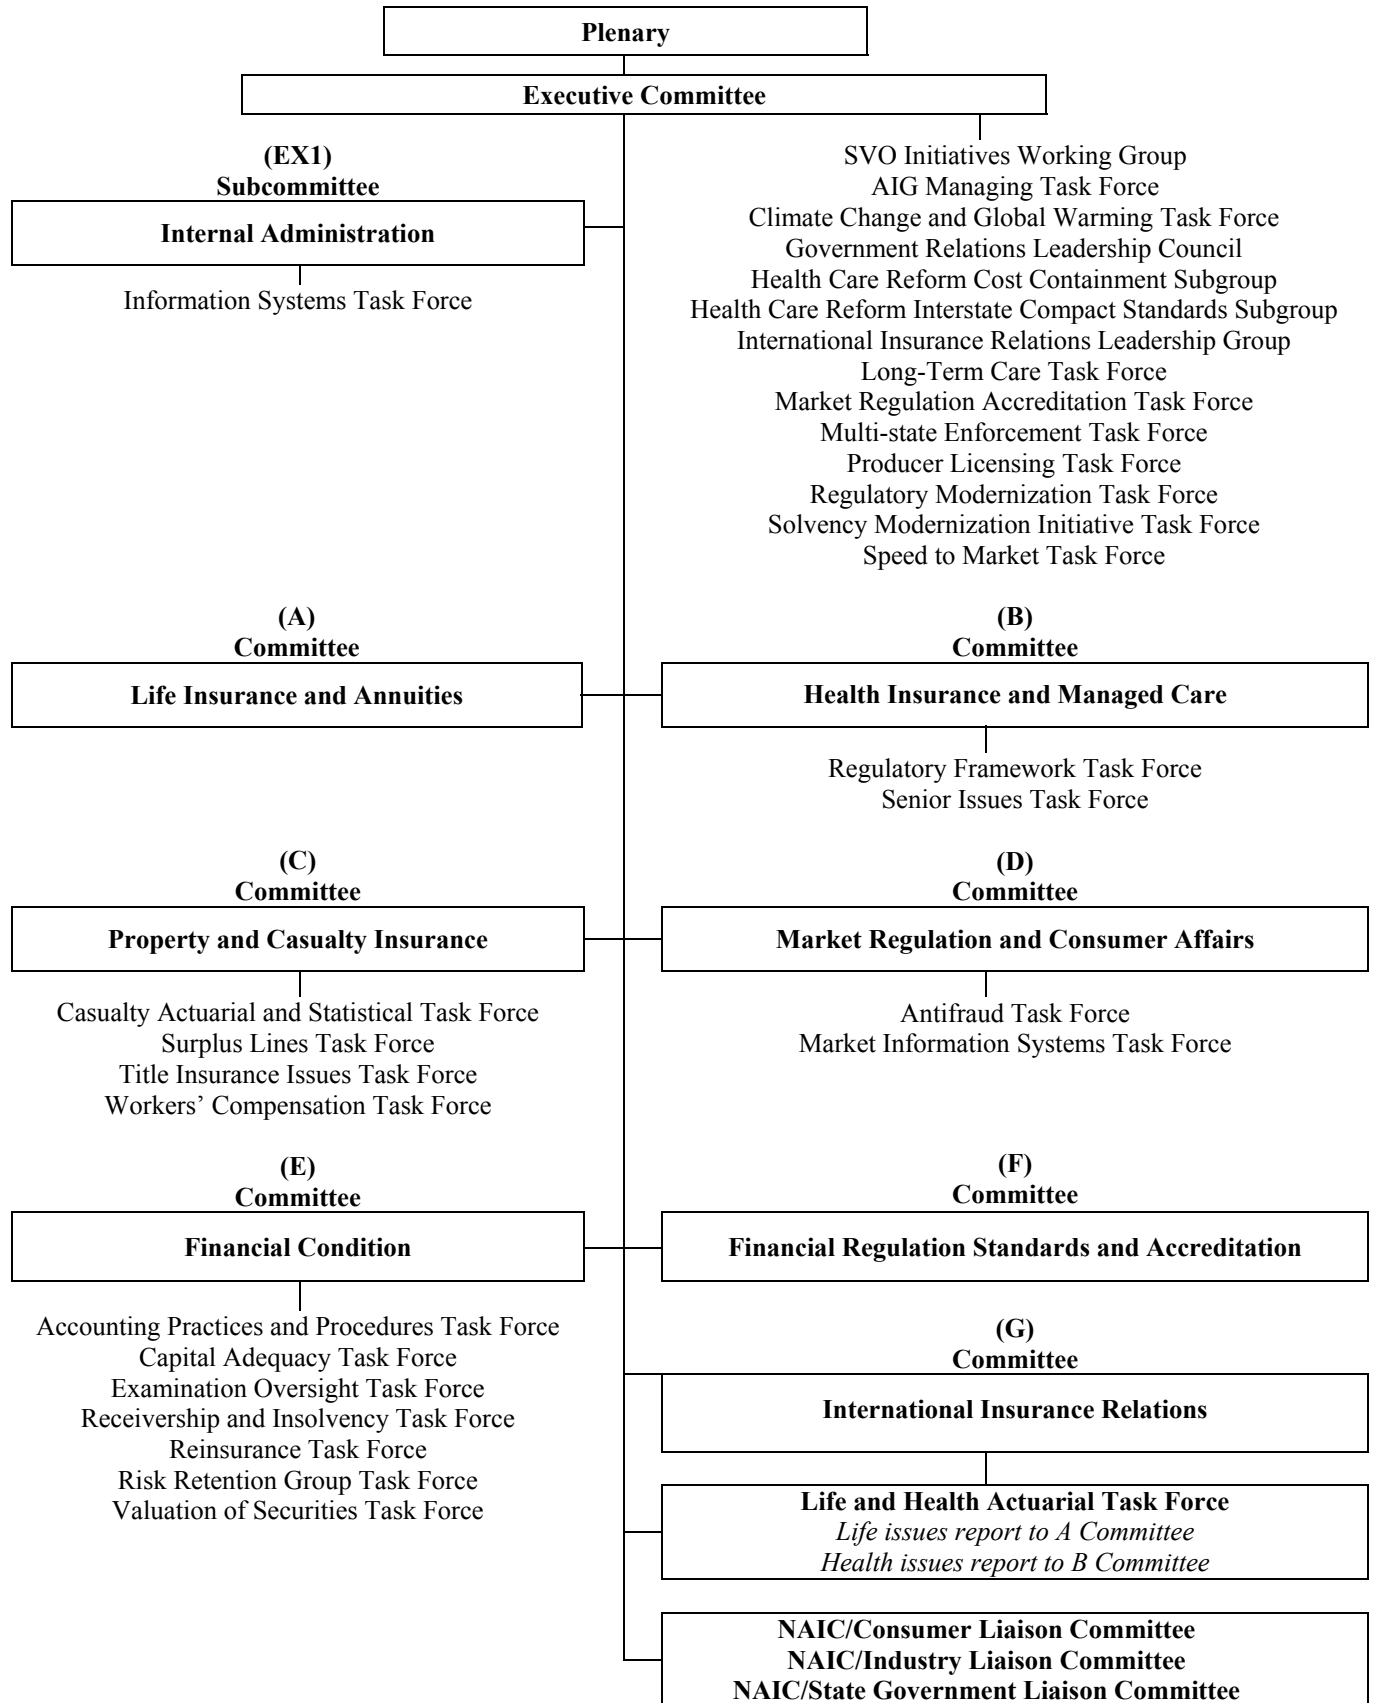 Plenary
Executive Committee
(EX1)
Subcommittee
Internal Administration
Information Systems Task Force
SVO Initiatives Working Group
AIG Managing Task Force
Climate Change and Global Warming Task Force
Government Relations Leadership Council
Health Care Reform Cost Containment Subgroup
Health Care Reform Interstate Compact Standards Subgroup
International Insurance Relations Leadership Group
Long-Term Care Task Force
Market Regulation Accreditation Task Force
Multi-state Enforcement Task Force
Producer Licensing Task Force
Regulatory Modernization Task Force
Solvency Modernization Initiative Task Force
Speed to Market Task Force
(A)
Committee
Life Insurance and Annuities
(B)
Committee
Health Insurance and Managed Care
Regulatory Framework Task Force
Senior Issues Task Force
(C)
Committee
Property and Casualty Insurance
Casualty Actuarial and Statistical Task Force
Surplus Lines Task Force
Title Insurance Issues Task Force
Workers’ Compensation Task Force
(D)
Committee
Market Regulation and Consumer Affairs
Antifraud Task Force
Market Information Systems Task Force
(E)
Committee
Financial Condition
Accounting Practices and Procedures Task Force
Capital Adequacy Task Force
Examination Oversight Task Force
Receivership and Insolvency Task Force
Reinsurance Task Force
Risk Retention Group Task Force
Valuation of Securities Task Force
(F)
Committee
Financial Regulation Standards and Accreditation
(G)
Committee
International Insurance Relations
Life and Health Actuarial Task Force
Life issues report to A Committee
Health issues report to B Committee
NAIC/Consumer Liaison Committee
NAIC/Industry Liaison Committee
NAIC/State Government Liaison Committee